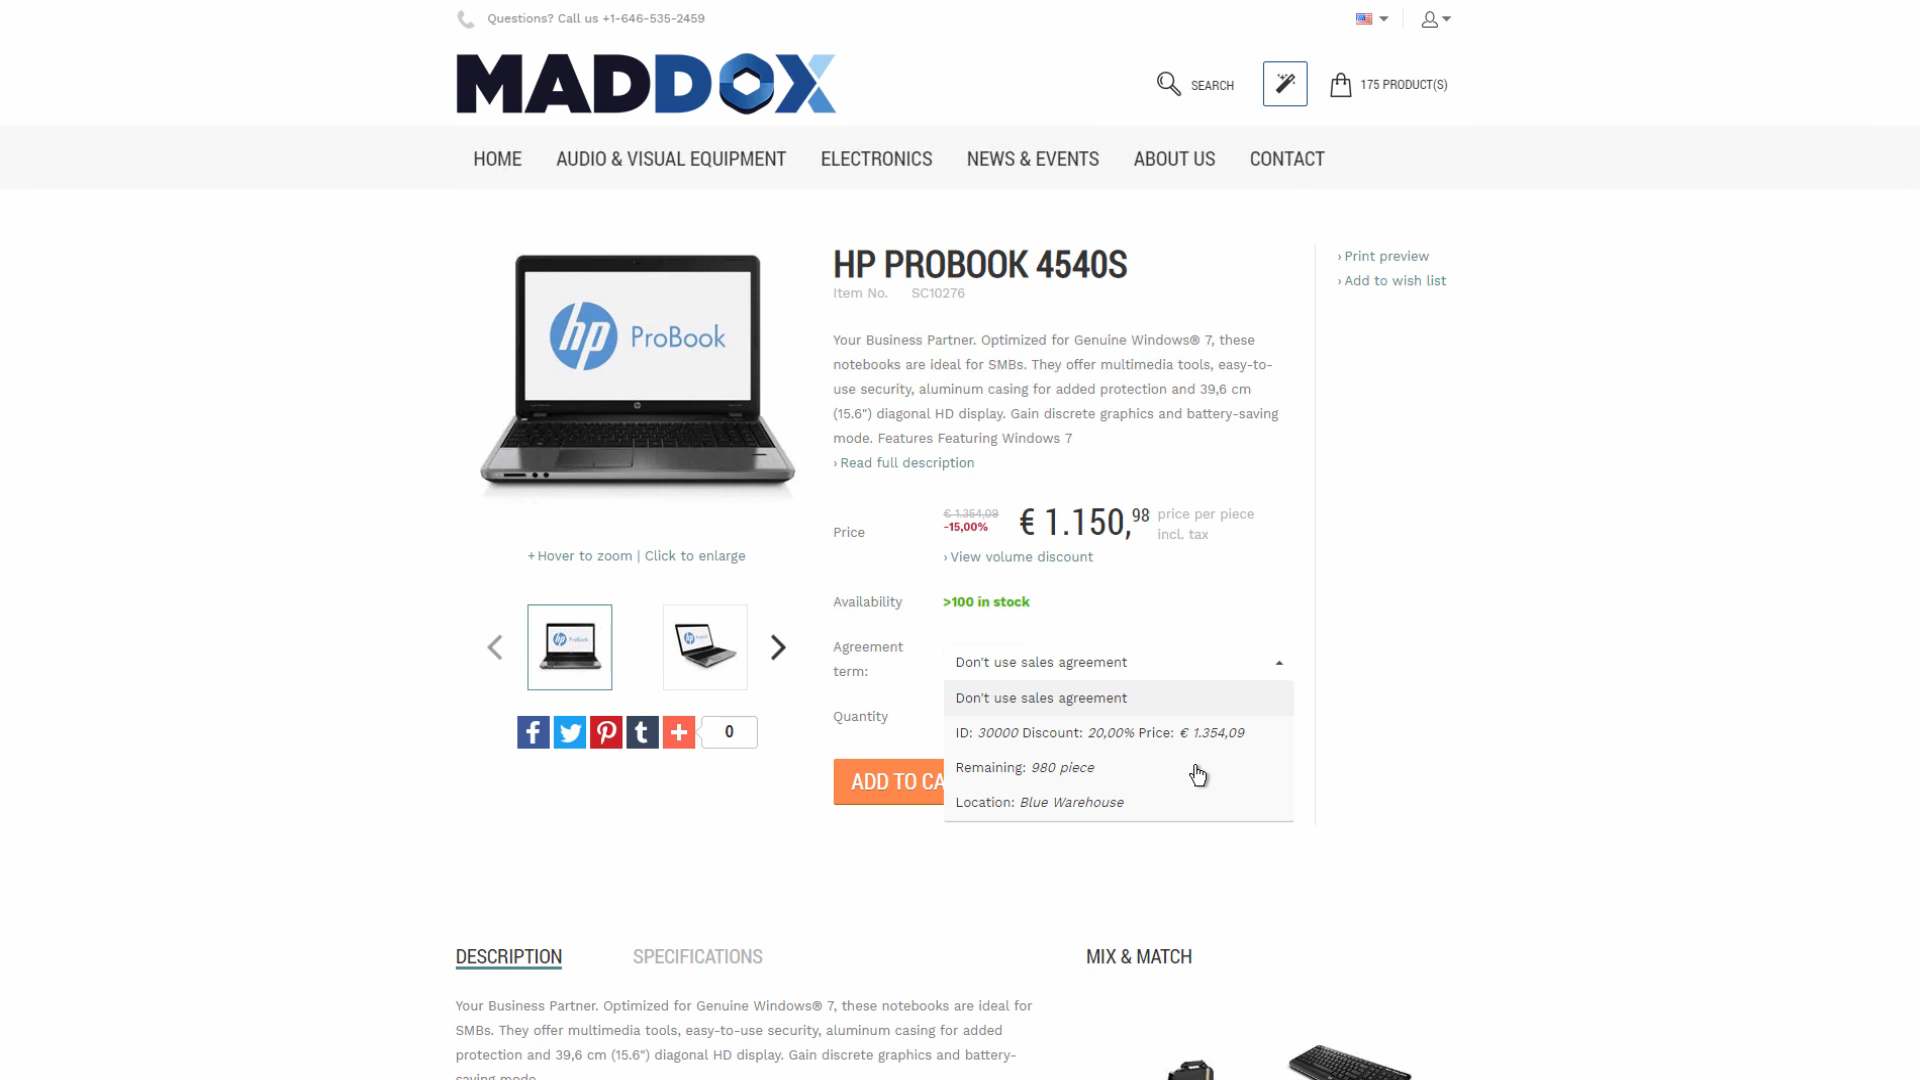 Questions? Call us +1-646-535-2459
MADDOX
SEARCH
175 PRODUCT(S)
HOME AUDIO & VISUAL EQUIPMENT ELECTRONICS NEWS & EVENTS ABOUT US CONTACT
hp ProBook
+ Hover to zoom | Click to enlarge
0
HP PROBOOK 4540S
Item No. SC10276
Your Business Partner. Optimized for Genuine Windows® 7, these
notebooks are ideal for SMBs. They offer multimedia tools, easy-to-
use security, aluminum casing for added protection and 39,6 cm
(15.6") diagonal HD display. Gain discrete graphics and battery-saving
mode. Features Featuring Windows 7
› Read full description
Price € 1.354,09 -15,00% € 1.150,98 price per piece
incl. tax
› View volume discount
Availability >100 in stock
Agreement
term:
Don't use sales agreement
Don't use sales agreement
ID: 30000 Discount: 20,00% Price: € 1.354,09
Remaining: 980 piece
Location: Blue Warehouse
Quantity
ADD TO CA
› Print preview
› Add to wish list
DESCRIPTION SPECIFICATIONS
Your Business Partner. Optimized for Genuine Windows® 7, these notebooks are ideal for
SMBs. They offer multimedia tools, easy-to-use security, aluminum casing for added
protection and 39,6 cm (15.6") diagonal HD display. Gain discrete graphics and battery-
saving mode.
MIX & MATCH